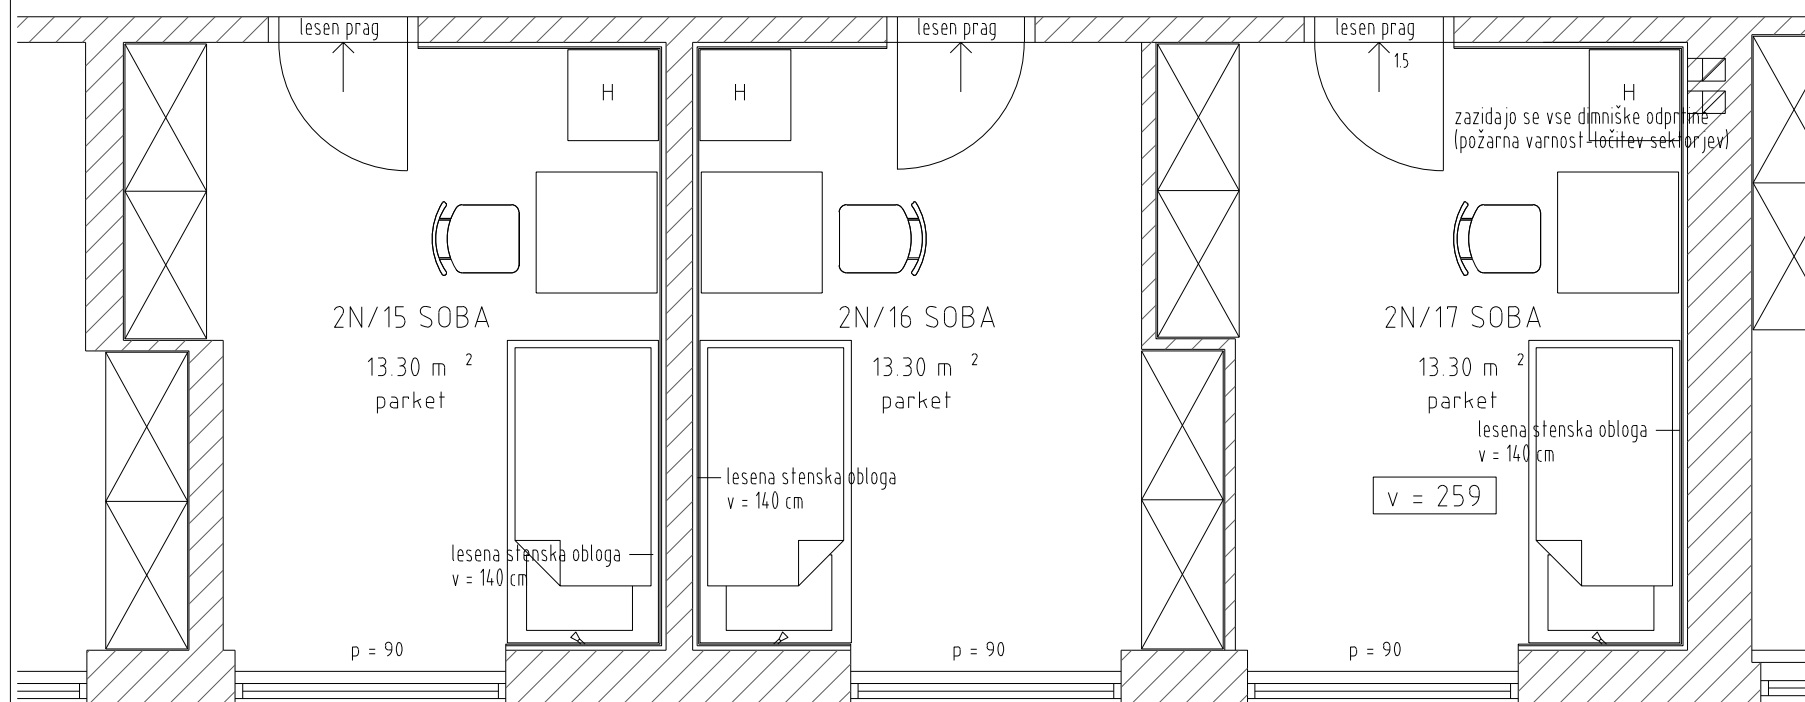 lesen prag
lesen prag
lesen prag
1.5
H
H
H
zazidajo se vse dimniške odprtine
(požarna varnost-ločitev sektorjev)
2N/15 SOBA
13.30 m ²
parket
2N/16 SOBA
13.30 m ²
parket
2N/17 SOBA
13.30 m ²
parket
lesena stenska obloga
v = 140 cm
lesena stenska obloga
v = 140 cm
v = 259
lesena stenska obloga
v = 140 cm
p = 90
p = 90
p = 90